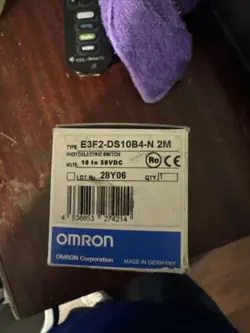 TYPE E3F2-DS10B4-N 2M
PHOTOELECTRIC SWITCH
VOLTS 10 to 30VDC
LOT No. 28Y06 QTY. 1
4 536853 274214
OMRON
OMRON Corporation MADE IN GERMANY